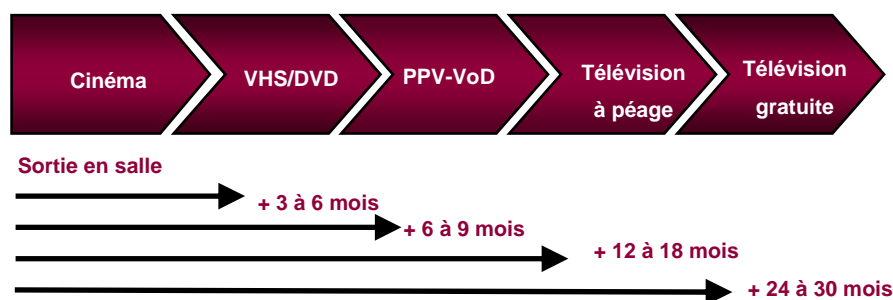 Cinéma
VHS/DVD
PPV-VoD
Télévision
à péage
Télévision
gratuite
Sortie en salle
+ 3 à 6 mois
+ 6 à 9 mois
+ 12 à 18 mois
+ 24 à 30 mois